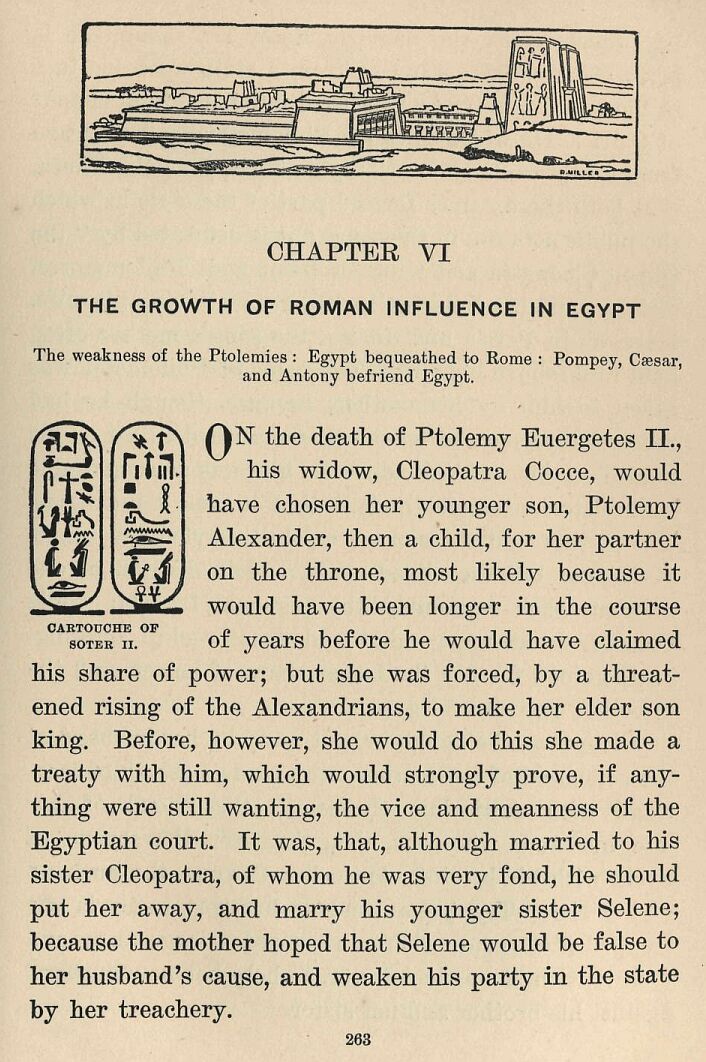 R. MILLER
CHAPTER VI
THE GROWTH OF ROMAN INFLUENCE IN EGYPT
The weakness of the Ptolemies : Egypt bequeathed to Rome : Pompey, Cæsar,
and Antony befriend Egypt.
ON the death of Ptolemy Euergetes II.,
his widow, Cleopatra Cocce, would
have chosen her younger son, Ptolemy
Alexander, then a child, for her partner
on the throne, most likely because it
would have been longer in the course
of years before he would have claimed
CARTOUCHE OF
SOTER II.
his share of power; but she was forced, by a threat-
ened rising of the Alexandrians, to make her elder son
king. Before, however, she would do this she made a
treaty with him, which would strongly prove, if any-
thing were still wanting, the vice and meanness of the
Egyptian court. It was, that, although married to his
sister Cleopatra, of whom he was very fond, he should
put her away, and marry his younger sister Selene;
because the mother hoped that Selene would be false to
her husband's cause, and weaken his party in the state
by her treachery.
263